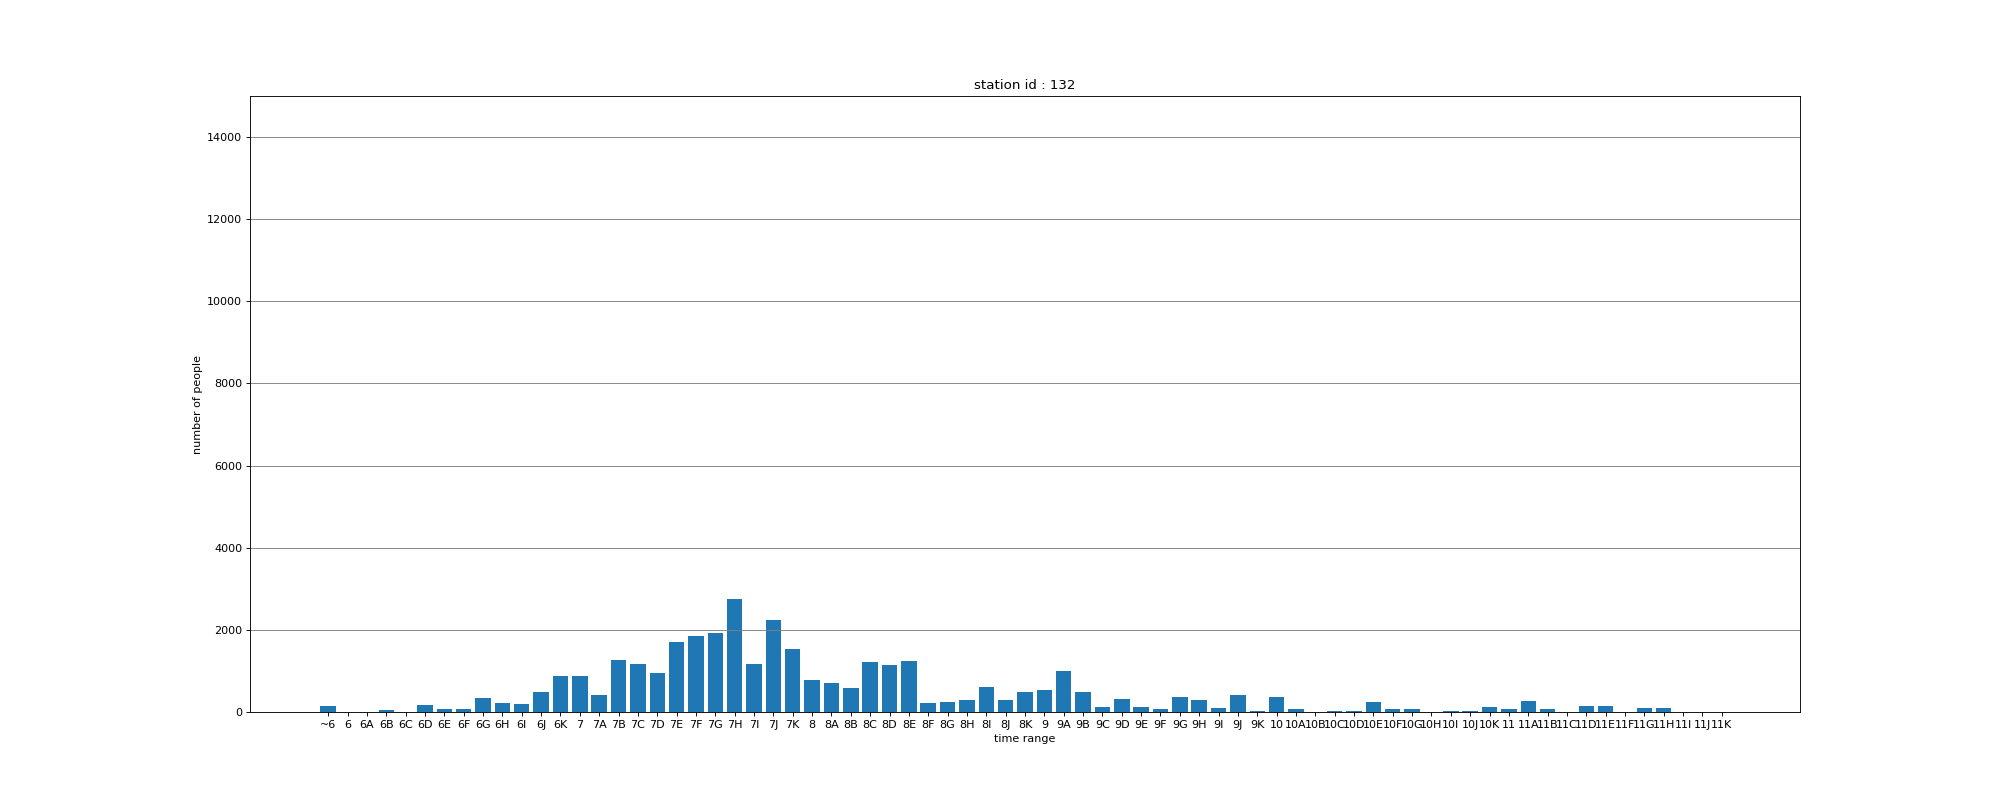 station id : 132
14000
12000
10000
8000
6000
4000
2000
0
number of people
~6 6 6A 6B 6C 6D 6E 6F 6G 6H 6I 6J 6K 7 7A 7B 7C 7D 7E 7F 7G 7H 7I 7J 7K 8 8A 8B 8C 8D 8E 8F 8G 8H 8I 8J 8K 9 9A 9B 9C 9D 9E 9F 9G 9H 9I 9J 9K 10 10A 10B 10C 10D 10E 10F 10G 10H 10I 10J 10K 11 11A 11B 11C 11D 11E 11F 11G 11H 11I 11J 11K
time range